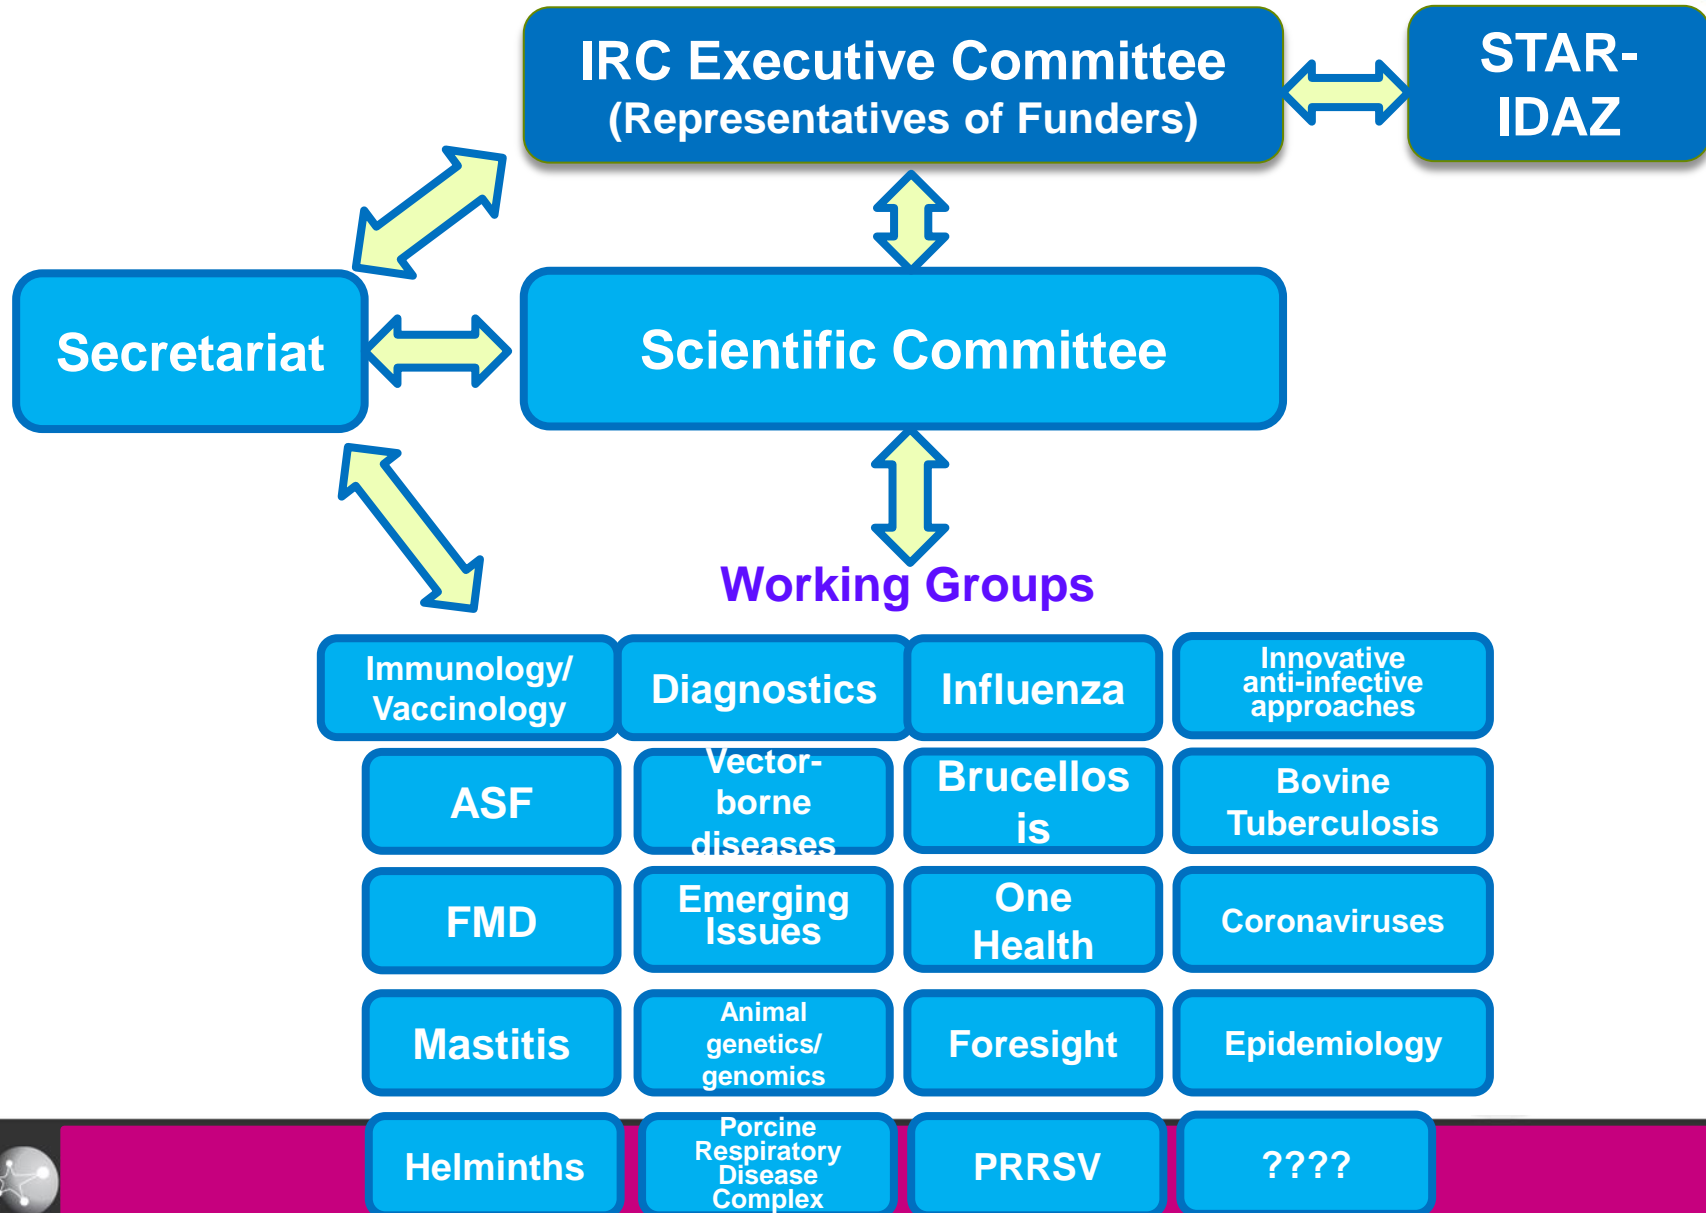 IRC Executive Committee
(Representatives of Funders)
STAR-
IDAZ
Secretariat
Scientific Committee
Working Groups
Immunology/
Vaccinology
Diagnostics
Influenza
Innovative
anti-infective
approaches
ASF
Vector-
borne
diseases
Brucellos
is
Bovine
Tuberculosis
FMD
Emerging
Issues
One
Health
Coronaviruses
Mastitis
Animal
genetics/
genomics
Foresight
Epidemiology
Helminths
Porcine
Respiratory
Disease
Complex
PRRSV
????